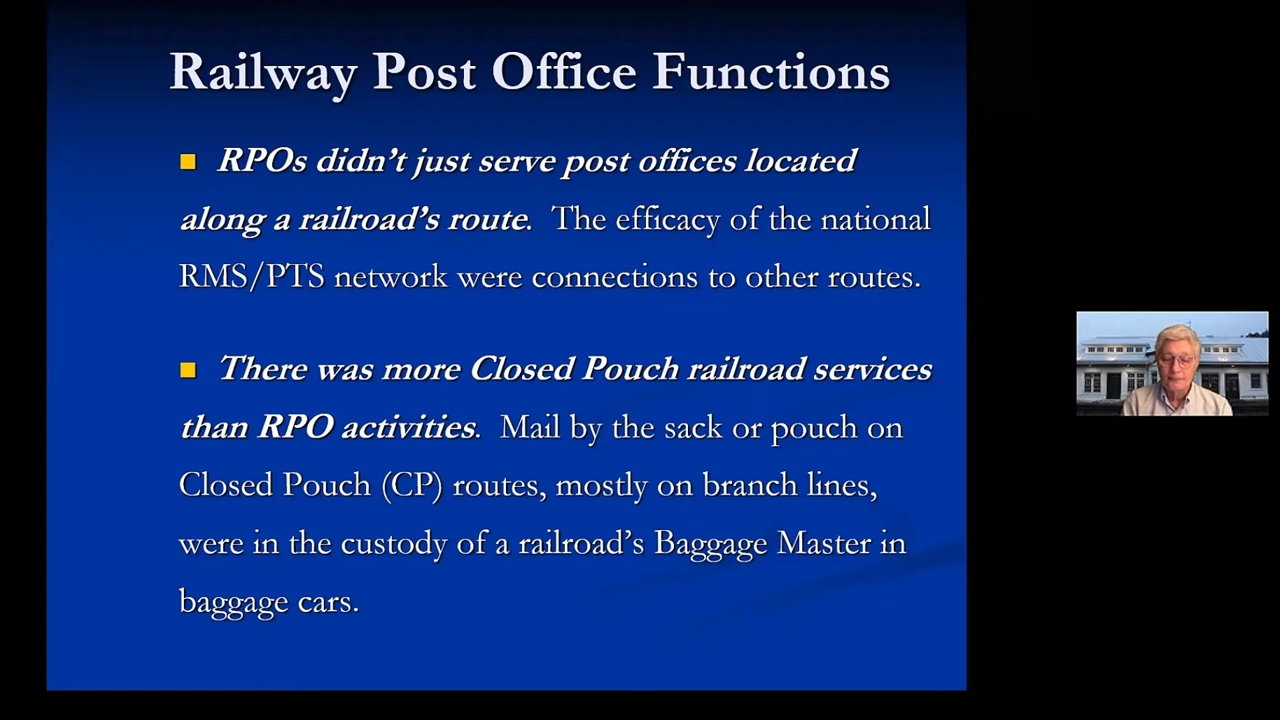 Railway Post Office Functions
RPOs didn't just serve post offices located
along a railroad's route. The efficacy of the national
RMS/PTS network were connections to other routes.
There was more Closed Pouch railroad services
than RPO activities. Mail by the sack or pouch on
Closed Pouch (CP) routes, mostly on branch lines,
were in the custody of a railroad's Baggage Master in
baggage cars.